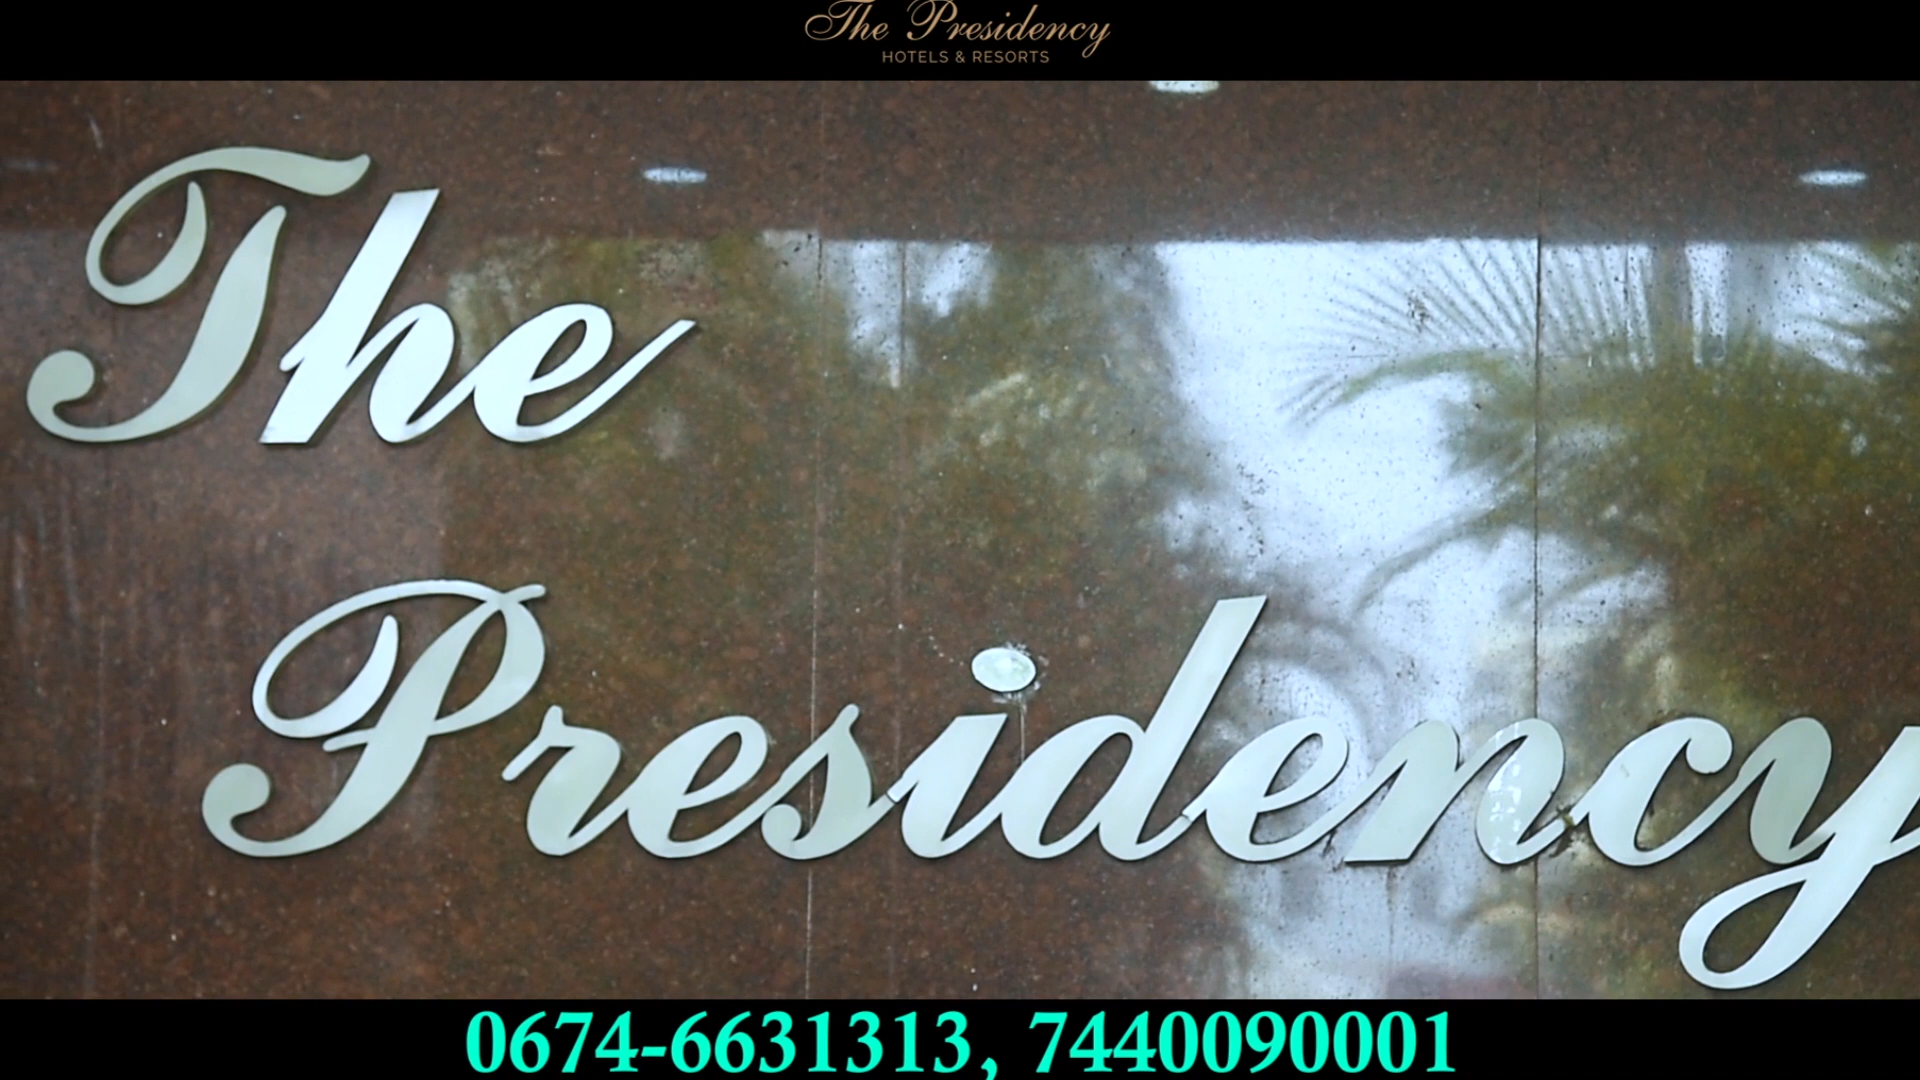 The Presidency
HOTELS & RESORTS
The
Presidency
0674-6631313, 7440090001